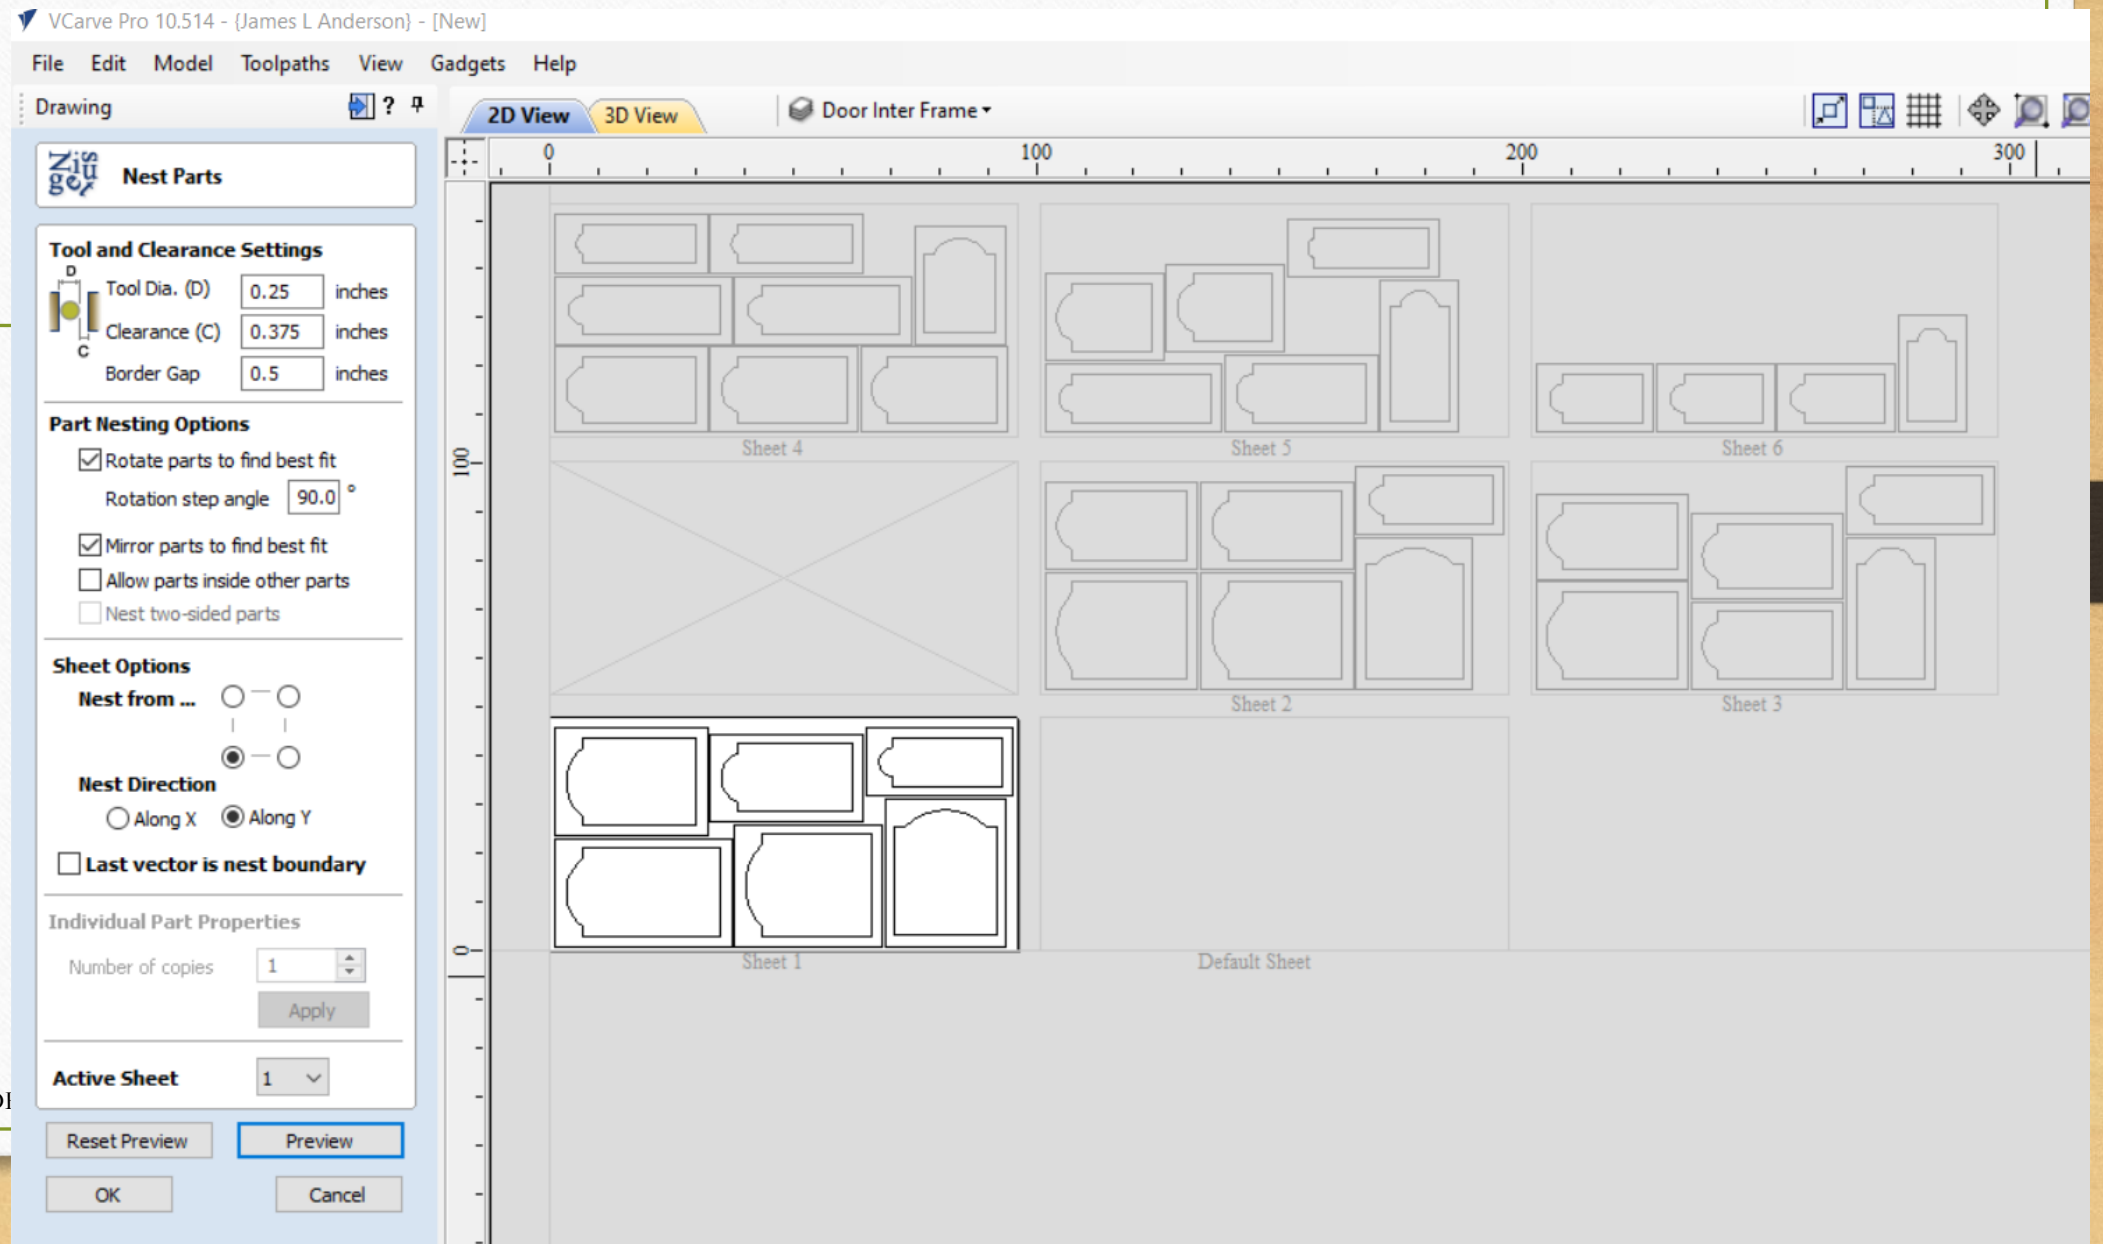 VCarve Pro 10.514 - {James L Anderson} - [New]
File Edit Model Toolpaths View Gadgets Help
Drawing ?
2D View 3D View Door Inter Frame
Nest Parts
Tool and Clearance Settings
D
Tool Dia. (D) 0.25 inches
Clearance (C) 0.375 inches
C
Border Gap 0.5 inches
Part Nesting Options
Rotate parts to find best fit
Rotation step angle 90.0 °
Mirror parts to find best fit
Allow parts inside other parts
Nest two-sided parts
Sheet Options
Nest from ...
Nest Direction
Along X Along Y
Last vector is nest boundary
Individual Part Properties
Number of copies 1
Apply
Active Sheet 1
Reset Preview Preview
OK Cancel
0 100 200 300
100
0
Sheet 4 Sheet 5 Sheet 6
Sheet 2 Sheet 3
Sheet 1 Default Sheet